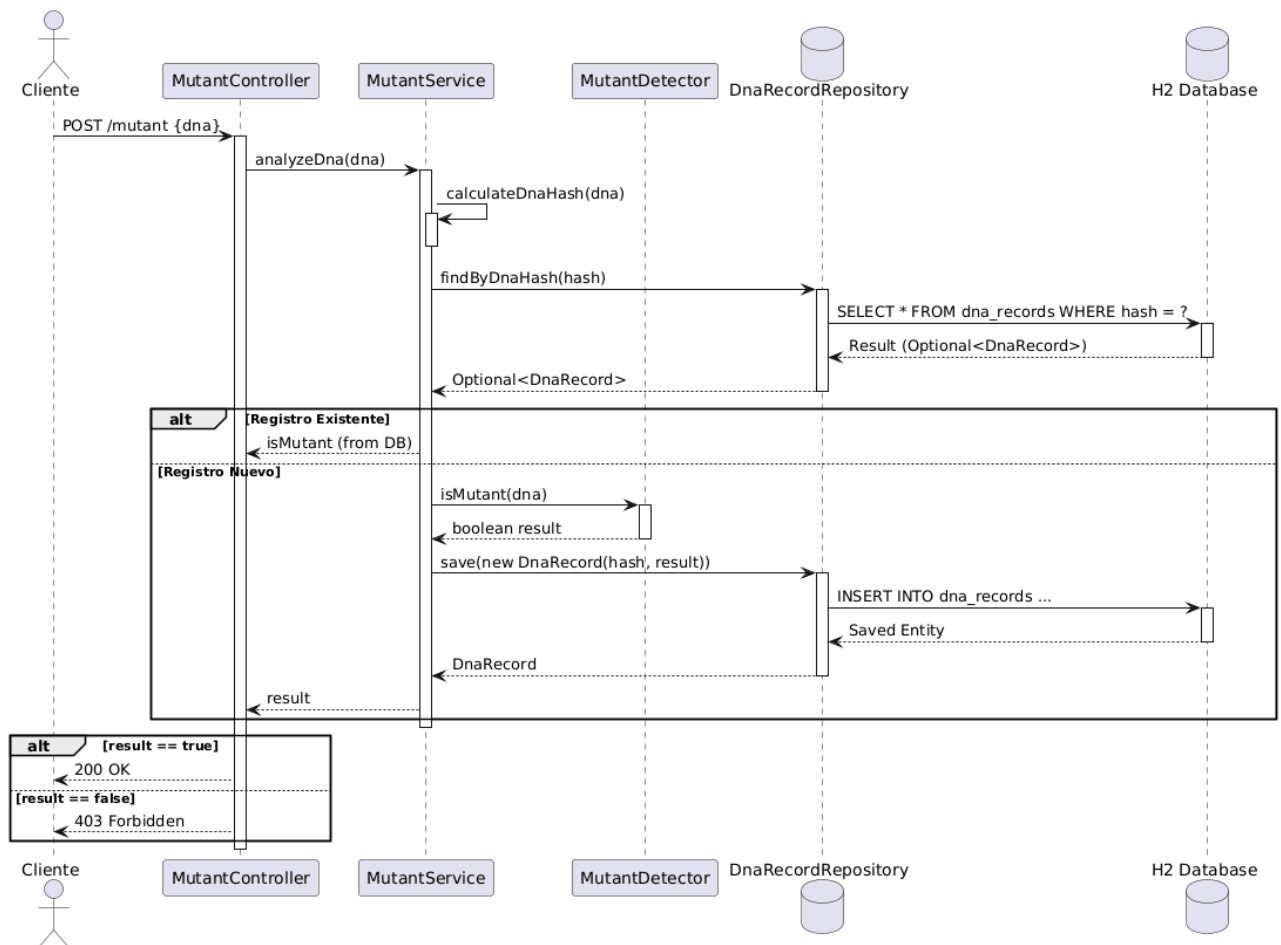 Cliente
MutantController
MutantService
MutantDetector
DnaRecordRepository
H2 Database
POST /mutant {dna}
analyzeDna(dna)
calculateDnaHash(dna)
findByDnaHash(hash)
SELECT * FROM dna_records WHERE hash = ?
Result (Optional<DnaRecord>)
Optional<DnaRecord>
alt [Registro Existente]
isMutant (from DB)
[Registro Nuevo]
isMutant(dna)
boolean result
save(new DnaRecord(hash, result))
INSERT INTO dna_records ...
Saved Entity
DnaRecord
result
alt [result == true]
200 OK
[result == false]
403 Forbidden
Cliente
MutantController
MutantService
MutantDetector
DnaRecordRepository
H2 Database